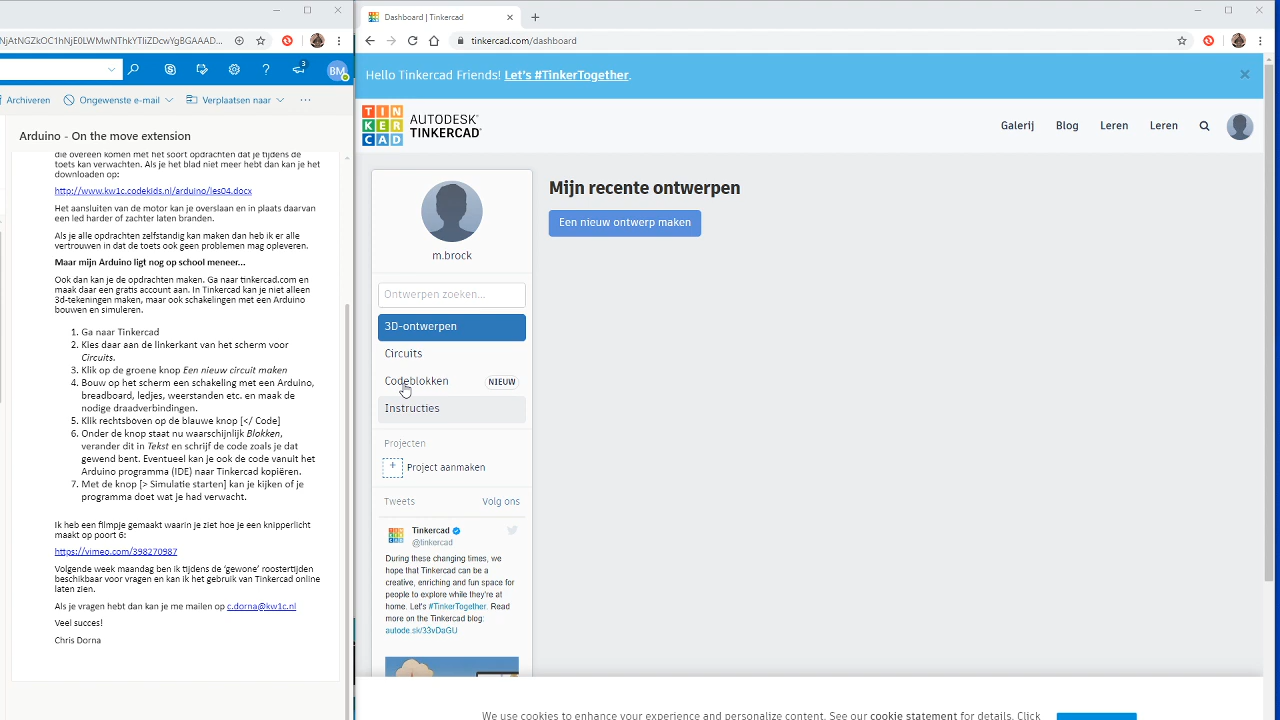 NjAtNGZkOC1hNjE0LWMwNThkYTliZDcwYgBGAAAD...
BM
3
Archiveren
Ongewenste e-mail
Verplaatsen naar
...
Arduino - On the move extension
die overeen komen met het soort opdrachten dat je tijdens de
toets kan verwachten. Als je het blad niet meer hebt dan kan je het
downloaden op:
http://www.kw1c.codekids.nl/arduino/les04.docx
Het aansluiten van de motor kan je overslaan en in plaats daarvan
een led harder of zachter laten branden.
Als je alle opdrachten zelfstandig kan maken dan heb ik er alle
vertrouwen in dat de toets ook geen problemen mag opleveren.
Maar mijn Arduino ligt nog op school meneer...
Ook dan kan je de opdrachten maken. Ga naar tinkercad.com en
maak daar een gratis account aan. In Tinkercad kan je niet alleen
3d-tekeningen maken, maar ook schakelingen met een Arduino
bouwen en simuleren.
1. Ga naar Tinkercad
2. Kies daar aan de linkerkant van het scherm voor
Circuits.
3. Klik op de groene knop Een nieuw circuit maken
4. Bouw op het scherm een schakeling met een Arduino,
breadboard, ledjes, weerstanden etc. en maak de
nodige draadverbindingen.
5. Klik rechtsboven op de blauwe knop [</ Code]
6. Onder de knop staat nu waarschijnlijk Blokken,
verander dit in Tekst en schrijf de code zoals je dat
gewend bent. Eventueel kan je ook de code vanuit het
Arduino programma (IDE) naar Tinkercad kopiëren.
7. Met de knop [> Simulatie starten] kan je kijken of je
programma doet wat je had verwacht.
Ik heb een filmpje gemaakt waarin je ziet hoe je een knipperlicht
maakt op poort 6:
https://vimeo.com/398270987
Volgende week maandag ben ik tijdens de 'gewone' roostertijden
beschikbaar voor vragen en kan ik het gebruik van Tinkercad online
laten zien.
Als je vragen hebt dan kan je me mailen op c.dorna@kw1c.nl
Veel succes!
Chris Dorna
Dashboard | Tinkercad
tinkercad.com/dashboard
Hello Tinkercad Friends! Let's #TinkerTogether.
TIN
KER
CAD
AUTODESK®
TINKERCAD®
Galerij
Blog
Leren
Leren
m.brock
Ontwerpen zoeken...
3D-ontwerpen
Circuits
Codeblokken
NIEUW
Instructies
Projecten
+ Project aanmaken
Tweets
Volg ons
Tinkercad
@tinkercad
During these changing times, we
hope that Tinkercad can be a
creative, enriching and fun space
for people to explore while they're at
home. Let's #TinkerTogether. Read
more on the Tinkercad blog:
autode.sk/33vDaGU
Mijn recente ontwerpen
Een nieuw ontwerp maken
We use cookies to enhance your experience and personalize content. See our cookie statement for details. Click